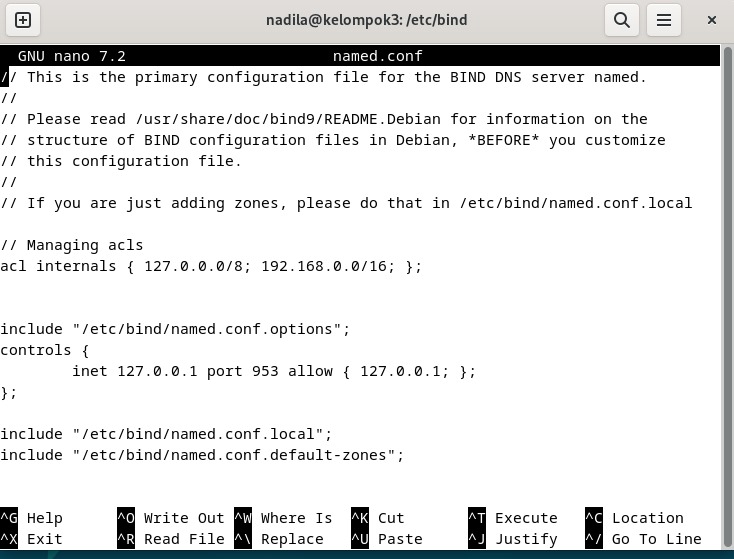 nadila@kelompok3: /etc/bind
GNU nano 7.2 named.conf
// This is the primary configuration file for the BIND DNS server named.
//
// Please read /usr/share/doc/bind9/README.Debian for information on the
// structure of BIND configuration files in Debian, *BEFORE* you customize
// this configuration file.
//
// If you are just adding zones, please do that in /etc/bind/named.conf.local
// Managing acls
acl internals { 127.0.0.0/8; 192.168.0.0/16; };
include "/etc/bind/named.conf.options";
controls {
        inet 127.0.0.1 port 953 allow { 127.0.0.1; };
};
include "/etc/bind/named.conf.local";
include "/etc/bind/named.conf.default-zones";
^G Help ^O Write Out ^W Where Is ^K Cut ^T Execute ^C Location
^X Exit ^R Read File ^\ Replace ^U Paste ^J Justify ^/ Go To Line